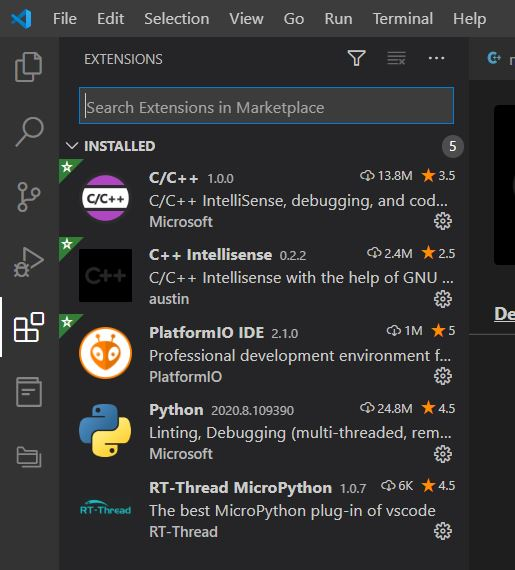 File Edit Selection View Go Run Terminal Help
EXTENSIONS
Search Extensions in Marketplace
INSTALLED 5
C/C++ 1.0.0 13.8M 3.5
C/C++ IntelliSense, debugging, and cod...
Microsoft
C++ Intellisense 0.2.2 2.4M 2.5
C/C++ Intellisense with the help of GNU ...
austin
PlatformIO IDE 2.1.0 1M 5
Professional development environment f...
PlatformIO
Python 2020.8.109390 24.8M 4.5
Linting, Debugging (multi-threaded, rem...
Microsoft
RT-Thread MicroPython 1.0.7 6K 4.5
The best MicroPython plug-in of vscode
RT-Thread
C/C++
C++
RT-Thread
De